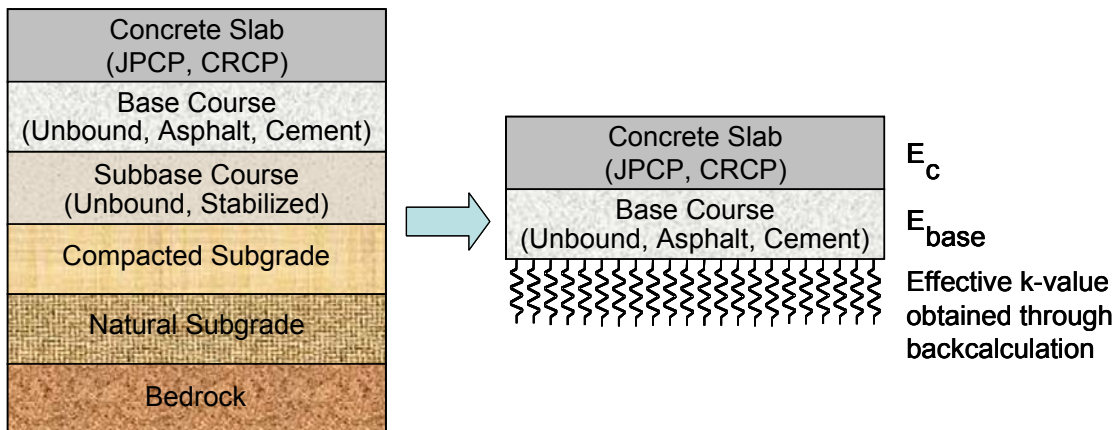 Concrete Slab
(JPCP, CRCP)
Base Course
(Unbound, Asphalt, Cement)
Subbase Course
(Unbound, Stabilized)
Compacted Subgrade
Natural Subgrade
Bedrock
Concrete Slab
(JPCP, CRCP)
Base Course
(Unbound, Asphalt, Cement)
Ec
Ebase
Effective k-value
obtained through
backcalculation